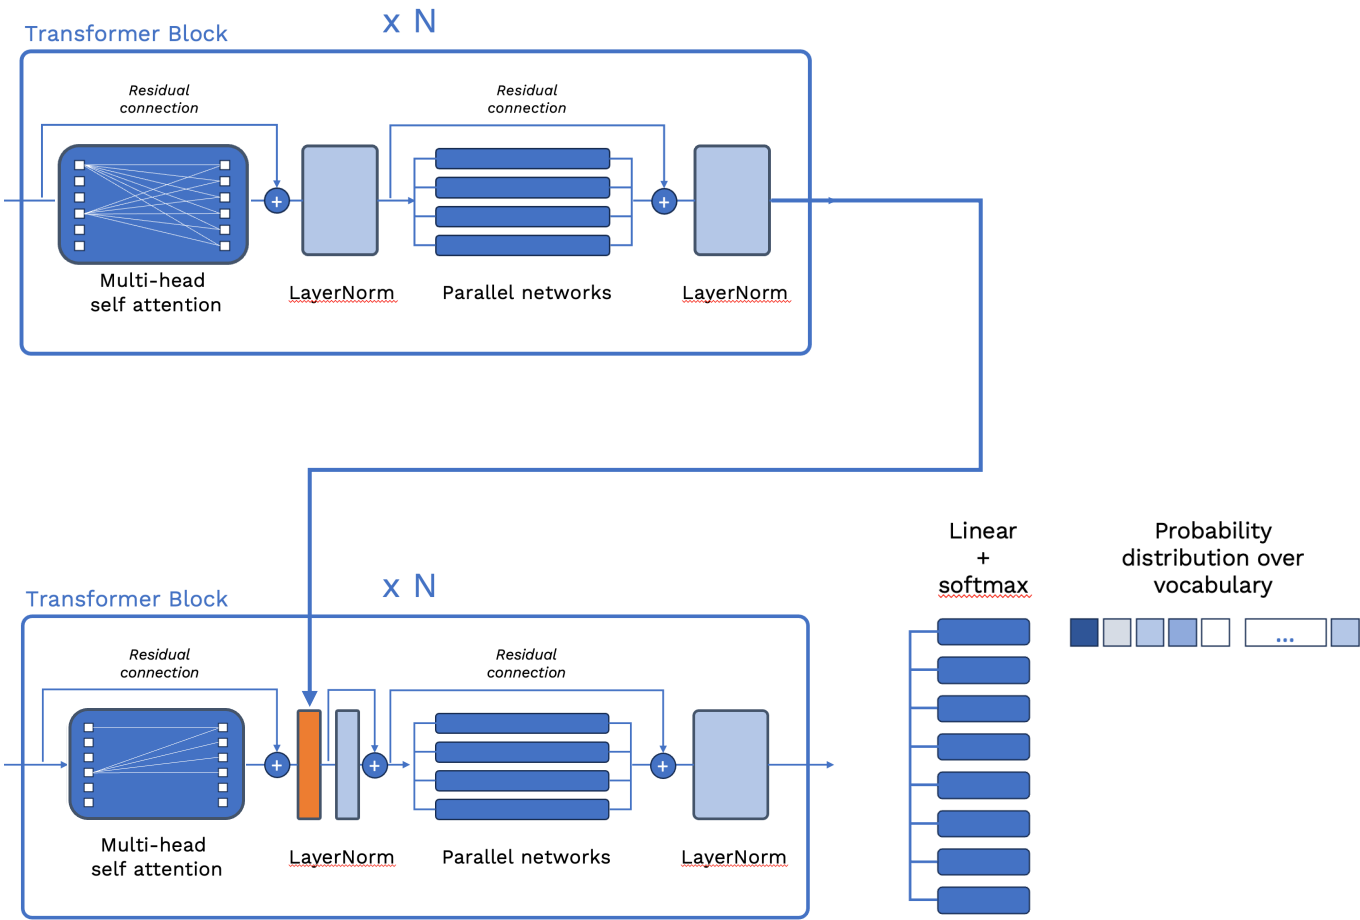 x N
Transformer Block
Residual
connection
Residual
connection
+
+
Multi-head
self attention
LayerNorm
Parallel networks
LayerNorm
Linear
+
softmax
Probability
distribution over
vocabulary
x N
Transformer Block
...
Residual
connection
Residual
connection
+
+
+
Multi-head
self attention
LayerNorm
Parallel networks
LayerNorm